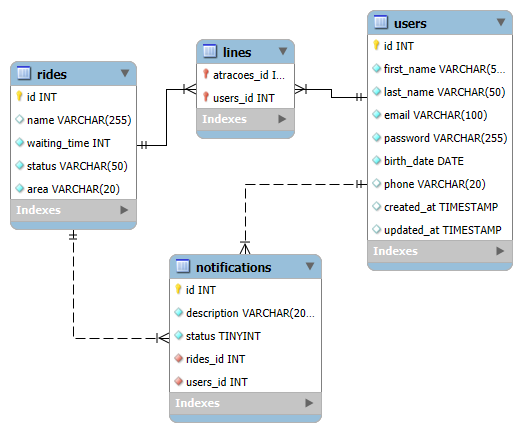 rides
id INT
name VARCHAR(255)
waiting_time INT
status VARCHAR(50)
area VARCHAR(20)
Indexes
lines
atracoes_id I...
users_id INT
Indexes
users
id INT
first_name VARCHAR(5...
last_name VARCHAR(50)
email VARCHAR(100)
password VARCHAR(255)
birth_date DATE
phone VARCHAR(20)
created_at TIMESTAMP
updated_at TIMESTAMP
Indexes
notifications
id INT
description VARCHAR(20...
status TINYINT
rides_id INT
users_id INT
Indexes